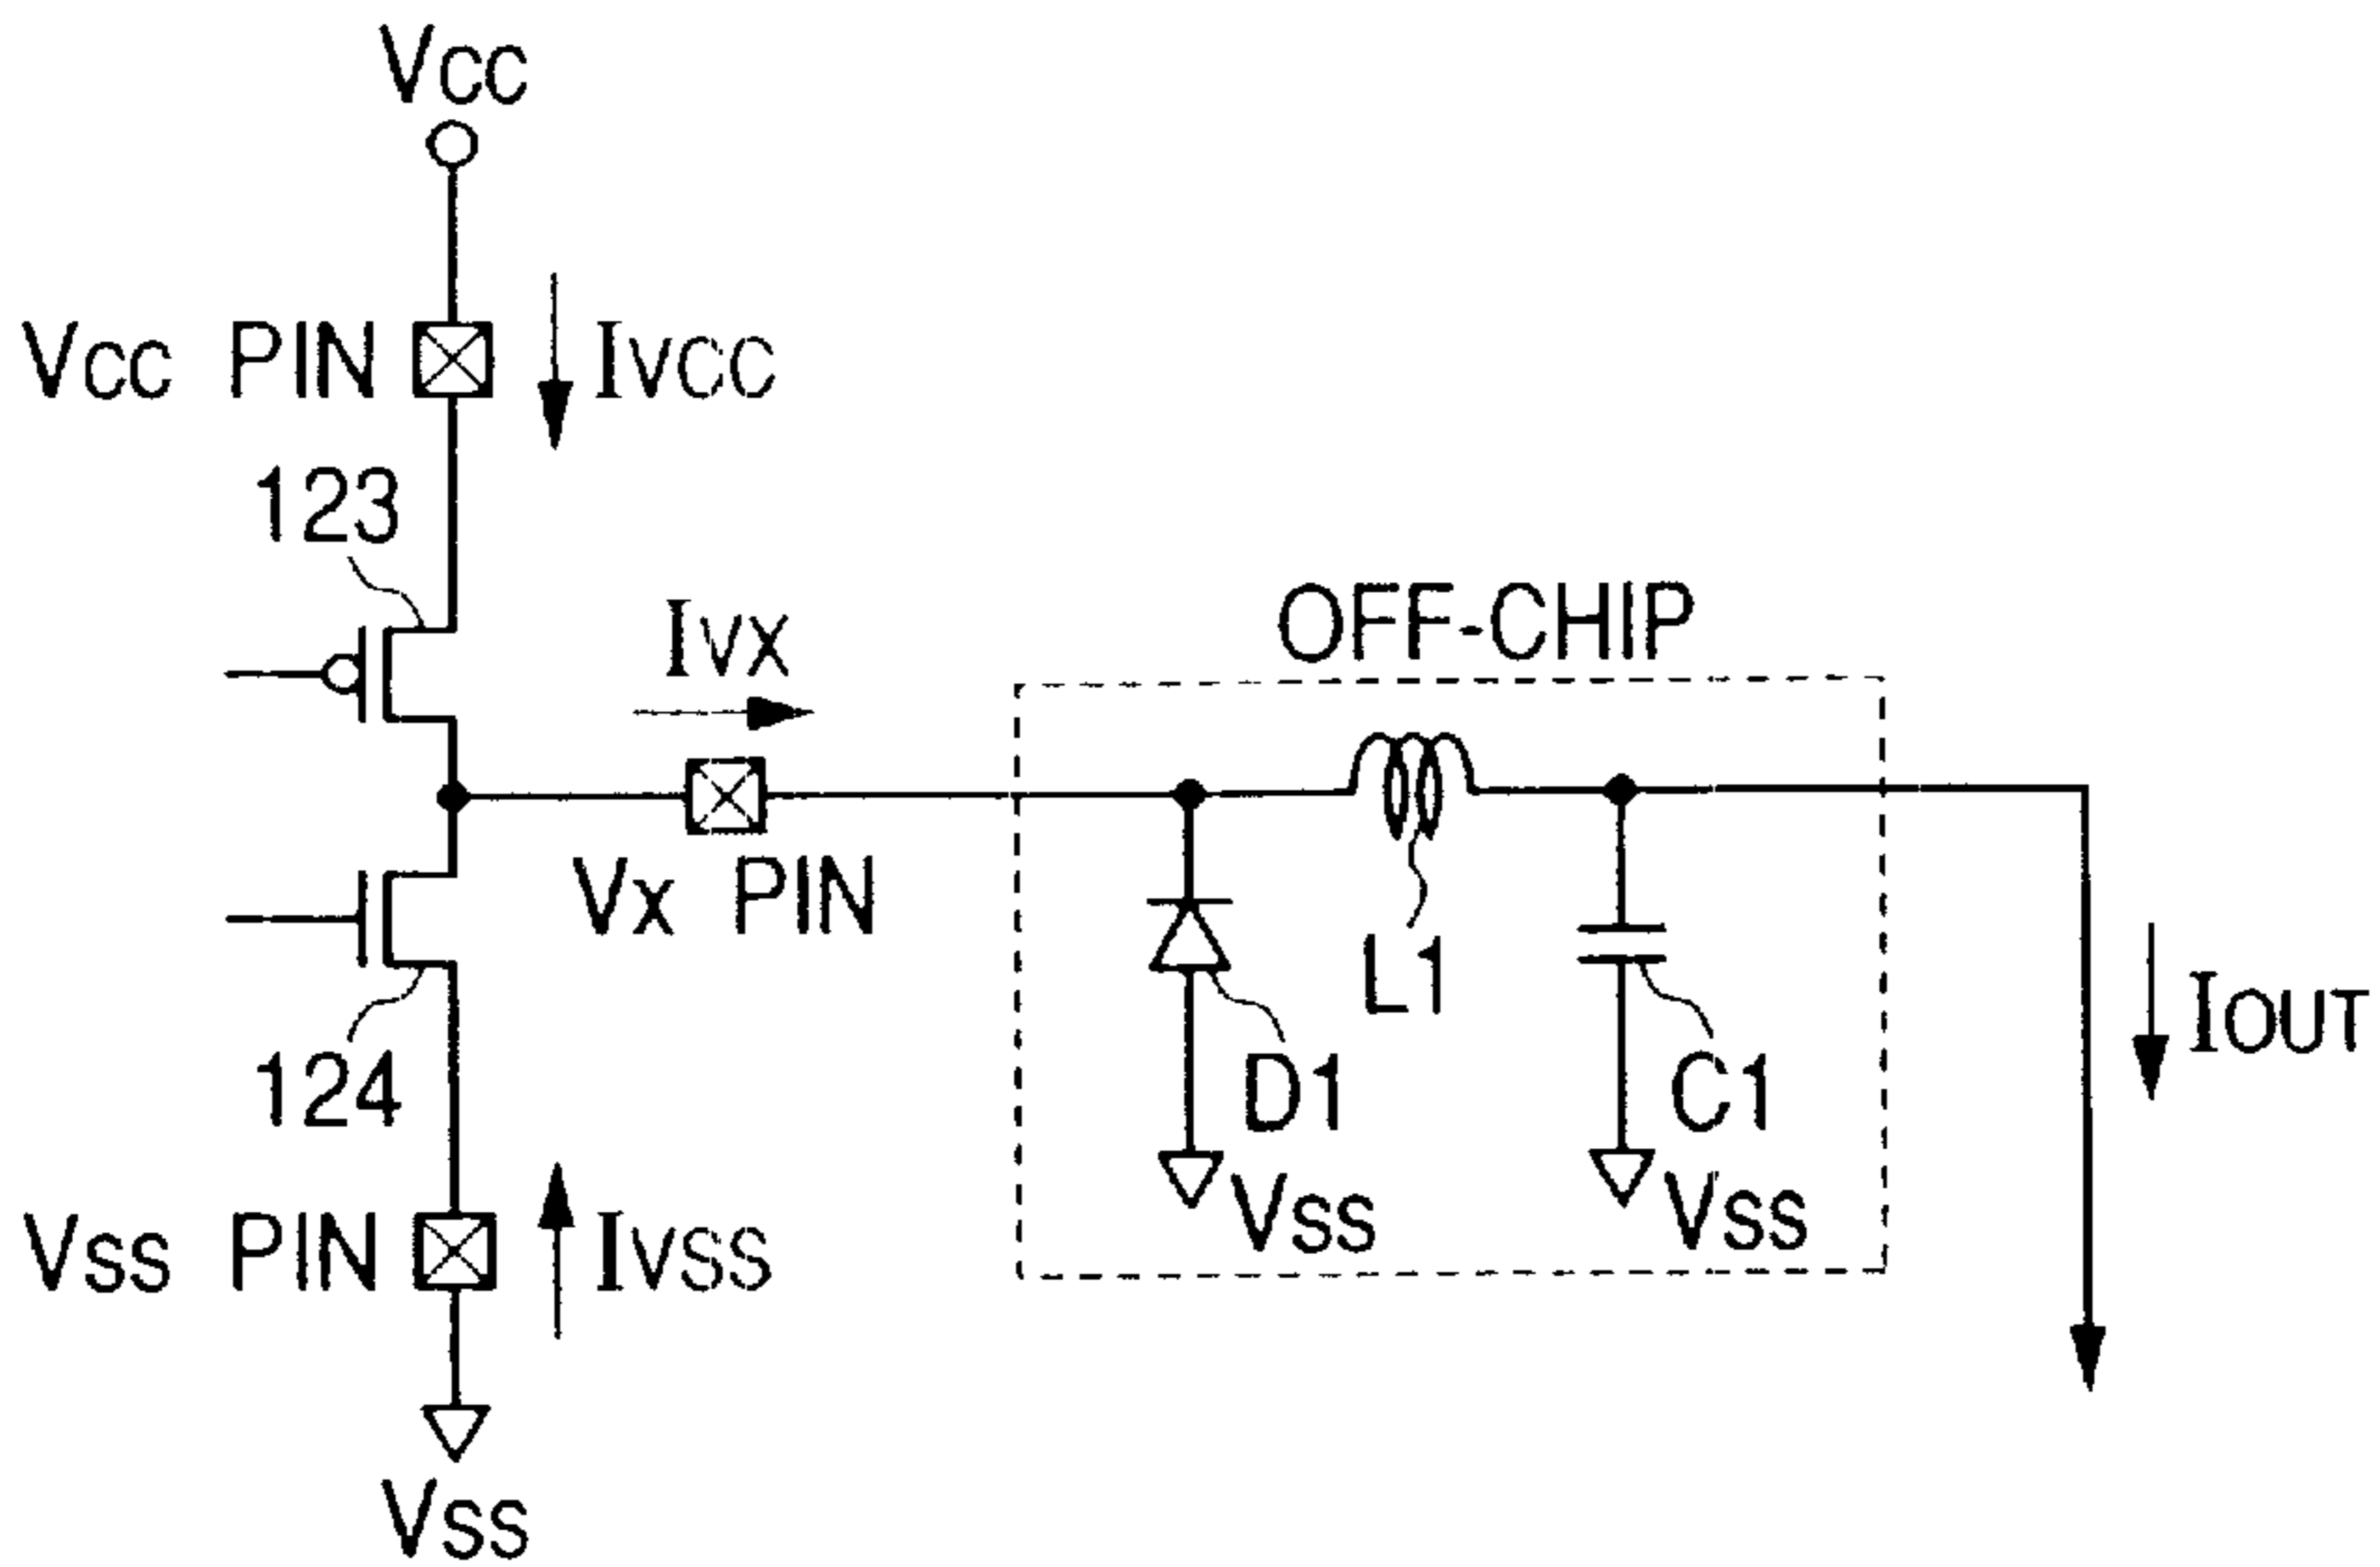 Vcc
Vcc PIN
IVCC
123
IVX
OFF-CHIP
Vx PIN
L1
IOUT
124
D1
C1
Vss
Vss
Vss PIN
IVSS
Vss